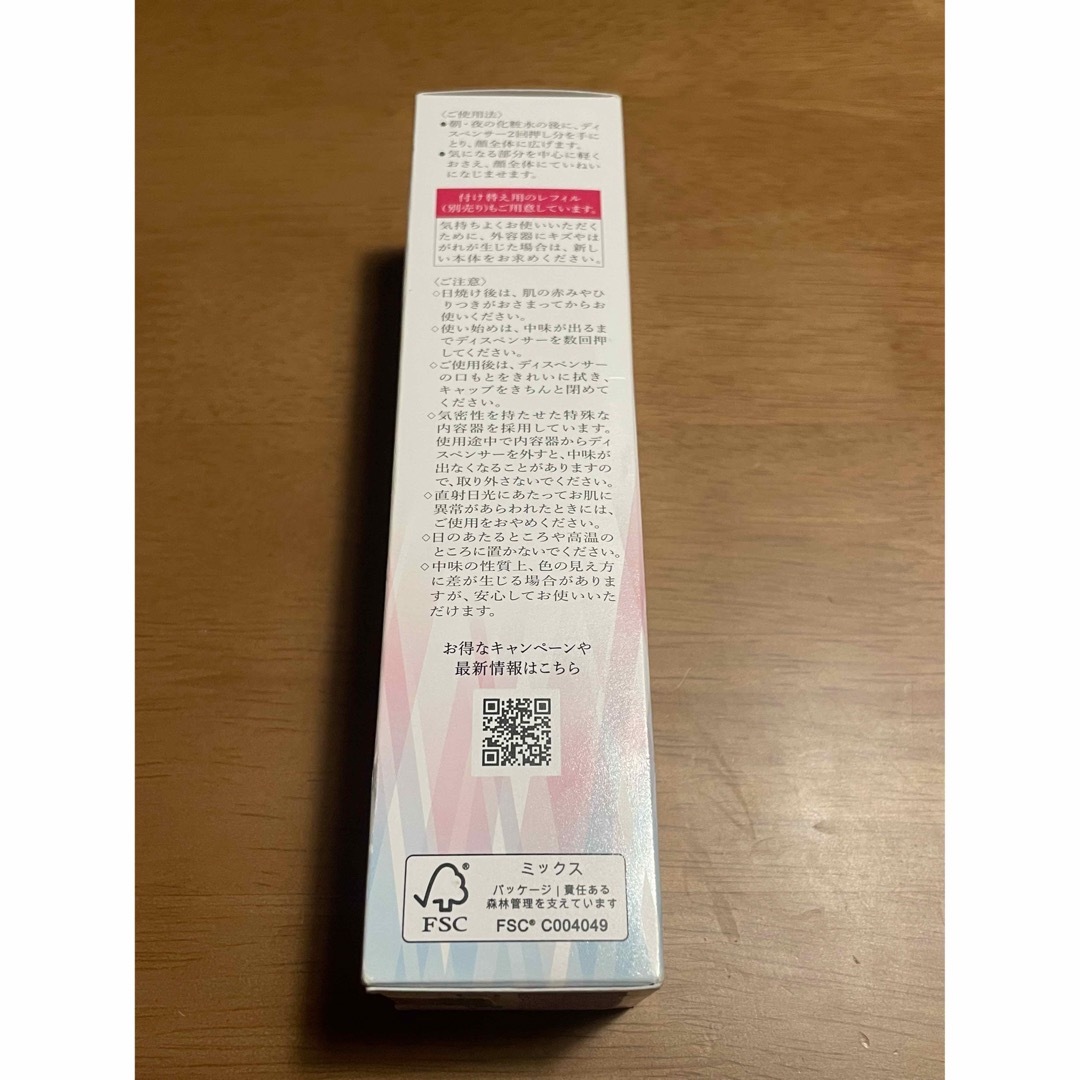 〈ご使用法〉
●朝・夜の化粧水の後に、ディ
スペンサー2回押し分を手に
とり、顔全体に広げます。
●気になる部分を中心に軽く
おさえ、顔全体にていねい
になじませます。
付け替え用のレフィル
(別売り)もご用意しています。
気持ちよくお使いいただく
ために、外容器にキズやは
がれが生じた場合は、新し
い本体をお求めください。
〈ご注意〉
◇日焼け後は、肌の赤みやひ
りつきがおさまってからお
使いください。
◇使い始めは、中味が出るま
でディスペンサーを数回押
してください。
◇ご使用後は、ディスペンサー
の口もとをきれいに拭き、
キャップをきちんと閉めて
ください。
◇気密性を持たせた特殊な
内容器を採用しています。
使用途中で内容器からディ
スペンサーを外すと、中味が
出なくなることがありますの
で、取り外さないでください。
◇直射日光にあたってお肌に
異常があらわれたときには、
ご使用をおやめください。
◇日のあたるところや高温の
ところに置かないでください。
◇中味の性質上、色の見え方
に差が生じる場合がありま
すが、安心してお使いいた
だけます。
お得なキャンペーンや
最新情報はこちら
ミックス
パッケージ | 責任ある
森林管理を支えています
FSC® C004049
®
FSC